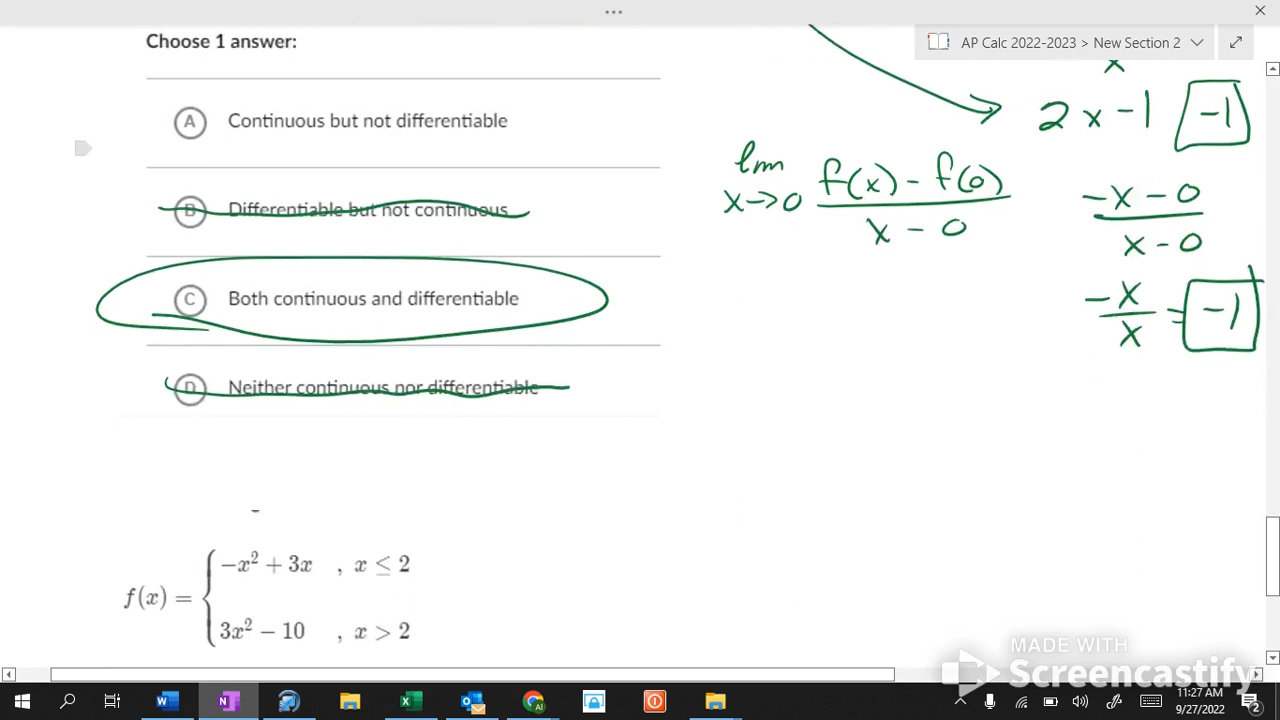 AP Calc 2022-2023 > New Section 2
Choose 1 answer:
A Continuous but not differentiable
B Differentiable but not continuous
C Both continuous and differentiable
D Neither continuous nor differentiable
x
2x -1 -1
lim x->0 f(x) - f(0) / x - 0
-x - 0 / x - 0
-x / x = -1
f(x) = { -x² + 3x , x ≤ 2
3x² − 10 , x > 2
MADE WITH
Screencastify
11:27 AM
9/27/2022
2